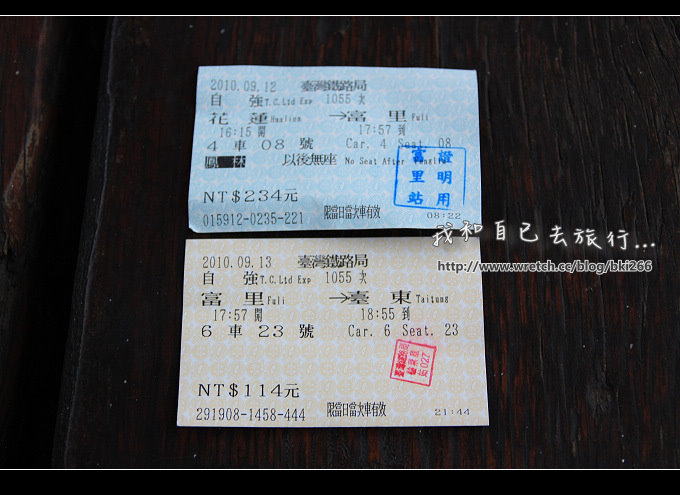 2010.09.12 臺灣鐵路局
自 強 T.C.Ltd Exp 1055 次
花 蓮 Hualien →富 里 Fuli
16:15 開 17:57 到
4 車 08 號 Car. 4 Seat. 08
鳳 林 以後無座 No Seat After
NT$234元
015912-0235-221 限當日當次車有效 08:22
富里站
證明用
我和自己去旅行...
http://www.wretch.cc/blog/bki266
2010.09.13 臺灣鐵路局
自 強 T.C.Ltd Exp 1055 次
富 里 Fuli →臺 東 Taitung
17:57 開 18:55 到
6 車 23 號 Car. 6 Seat. 23
NT$114元
291908-1458-444 限當日當次車有效 21:44
027